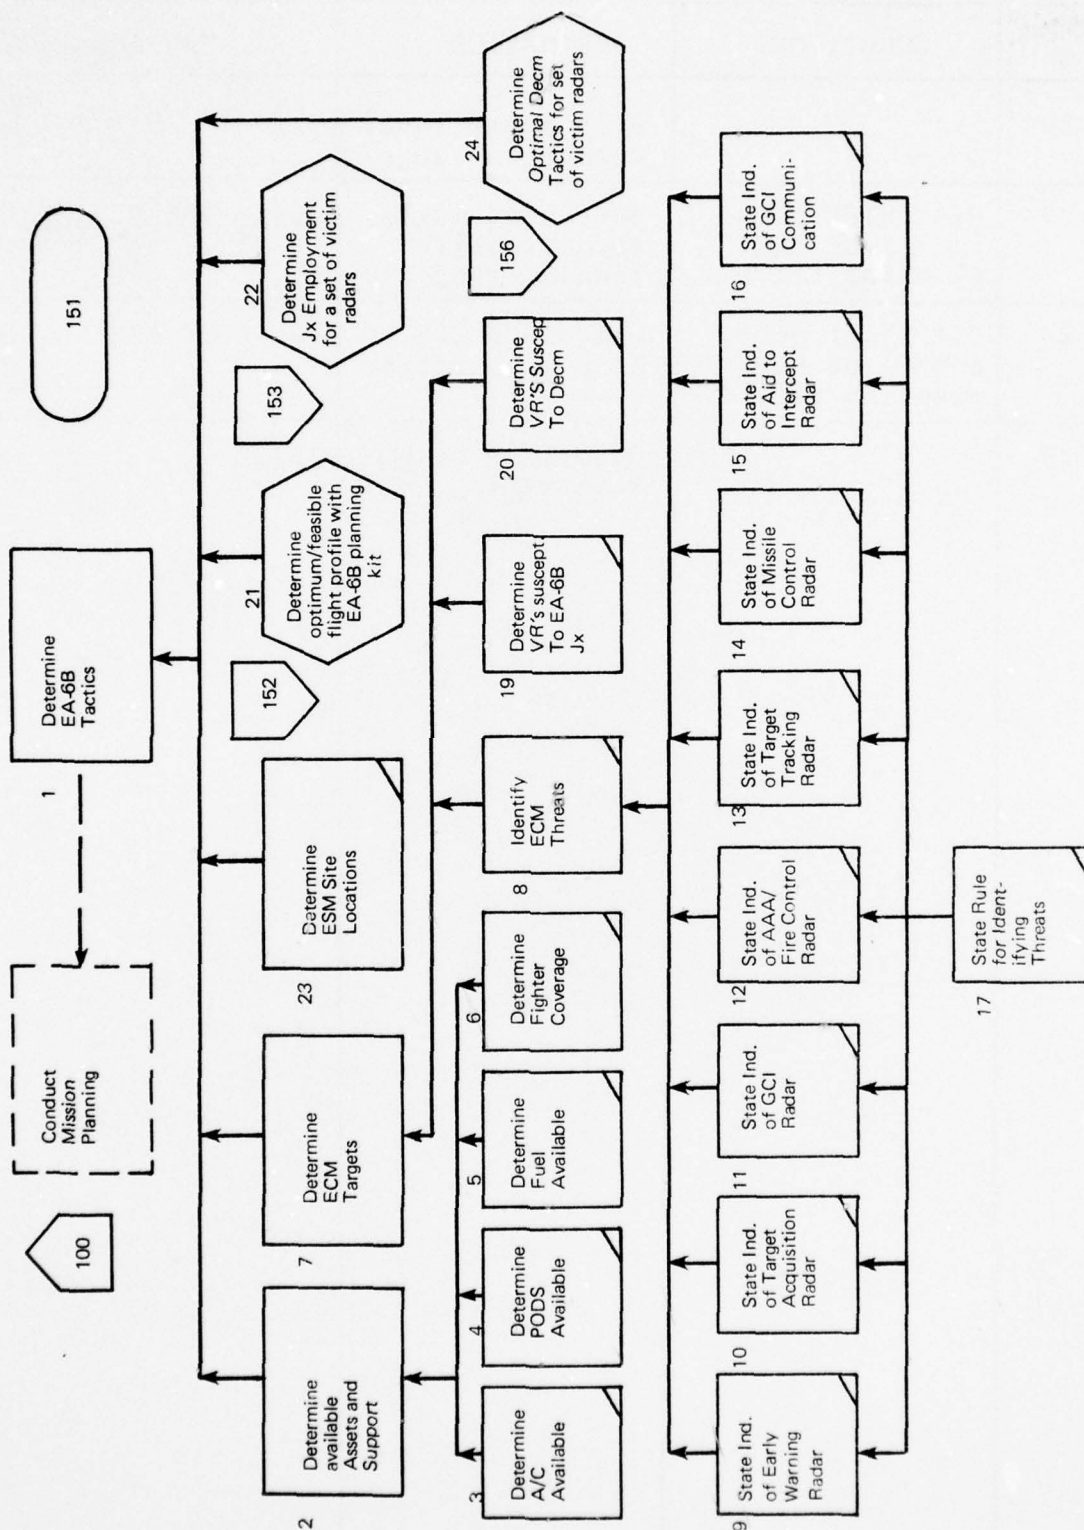 100
Conduct
Mission
Planning
1
Determine
EA-6B
Tactics
151
2
Determine
available
Assets and
Support
7
Determine
ECM
Targets
23
Determine
ESM Site
Locations
152
21
Determine
optimum/feasible
flight profile with
EA-6B planning
kit
153
22
Determine
Jx Employment
for a set of victim
radars
3
Determine
A/C
Available
4
Determine
PODS
Available
5
Determine
Fuel
Available
6
Determine
Fighter
Coverage
8
Identify
ECM
Threats
19
Determine
VR's suscept.
To EA-6B
Jx
20
Determine
VR'S Suscep
To Decm
156
24
Determine
Optimal Decm
Tactics for set
of victim radars
9
State Ind.
of Early
Warning
Radar
10
State Ind.
of Target
Acquisition
Radar
11
State Ind.
of GCI
Radar
12
State Ind.
of AAA/
Fire Control
Radar
13
State Ind.
of Target
Tracking
Radar
14
State Ind.
of Missile
Control
Radar
15
State Ind.
of Aid to
Intercept
Radar
16
State Ind.
of GCI
Communi-
cation
17
State Rule
for Ident-
ifying
Threats